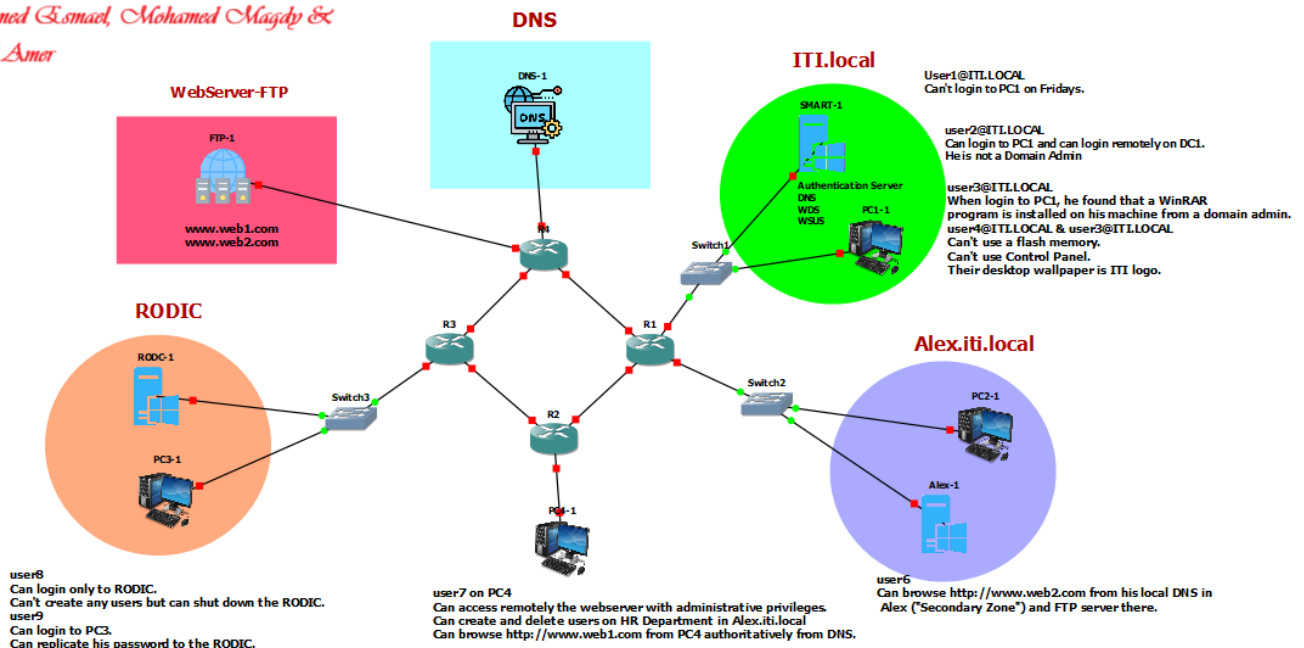 Esmael, Mohamed Magdy &
Amer
DNS
DNS-1
DNS
WebServer-FTP
FTP-1
www.web1.com
www.web2.com
ITI.local
SMART-1
Authentication Server
DNS
WDS
WSUS
PC1-1
User1@ITI.LOCAL
Can't login to PC1 on Fridays.
user2@ITI.LOCAL
Can login to PC1 and can login remotely on DC1.
He is not a Domain Admin
user3@ITI.LOCAL
When login to PC1, he found that a WinRAR
program is installed on his machine from a domain admin.
user4@ITI.LOCAL & user3@ITI.LOCAL
Can't use a flash memory.
Can't use Control Panel.
Their desktop wallpaper is ITI logo.
R4
Switch1
R3
R1
RODIC
RODC-1
Switch3
PC3-1
R2
PC4-1
Switch2
Alex.iti.local
PC2-1
Alex-1
user8
Can login only to RODIC.
Can't create any users but can shut down the RODIC.
user9
Can login to PC3.
Can replicate his password to the RODIC.
user7 on PC4
Can access remotely the webserver with administrative privileges.
Can create and delete users on HR Department in Alex.iti.local
Can browse http://www.web1.com from PC4 authoritatively from DNS.
user6
Can browse http://www.web2.com from his local DNS in
Alex ("Secondary Zone") and FTP server there.